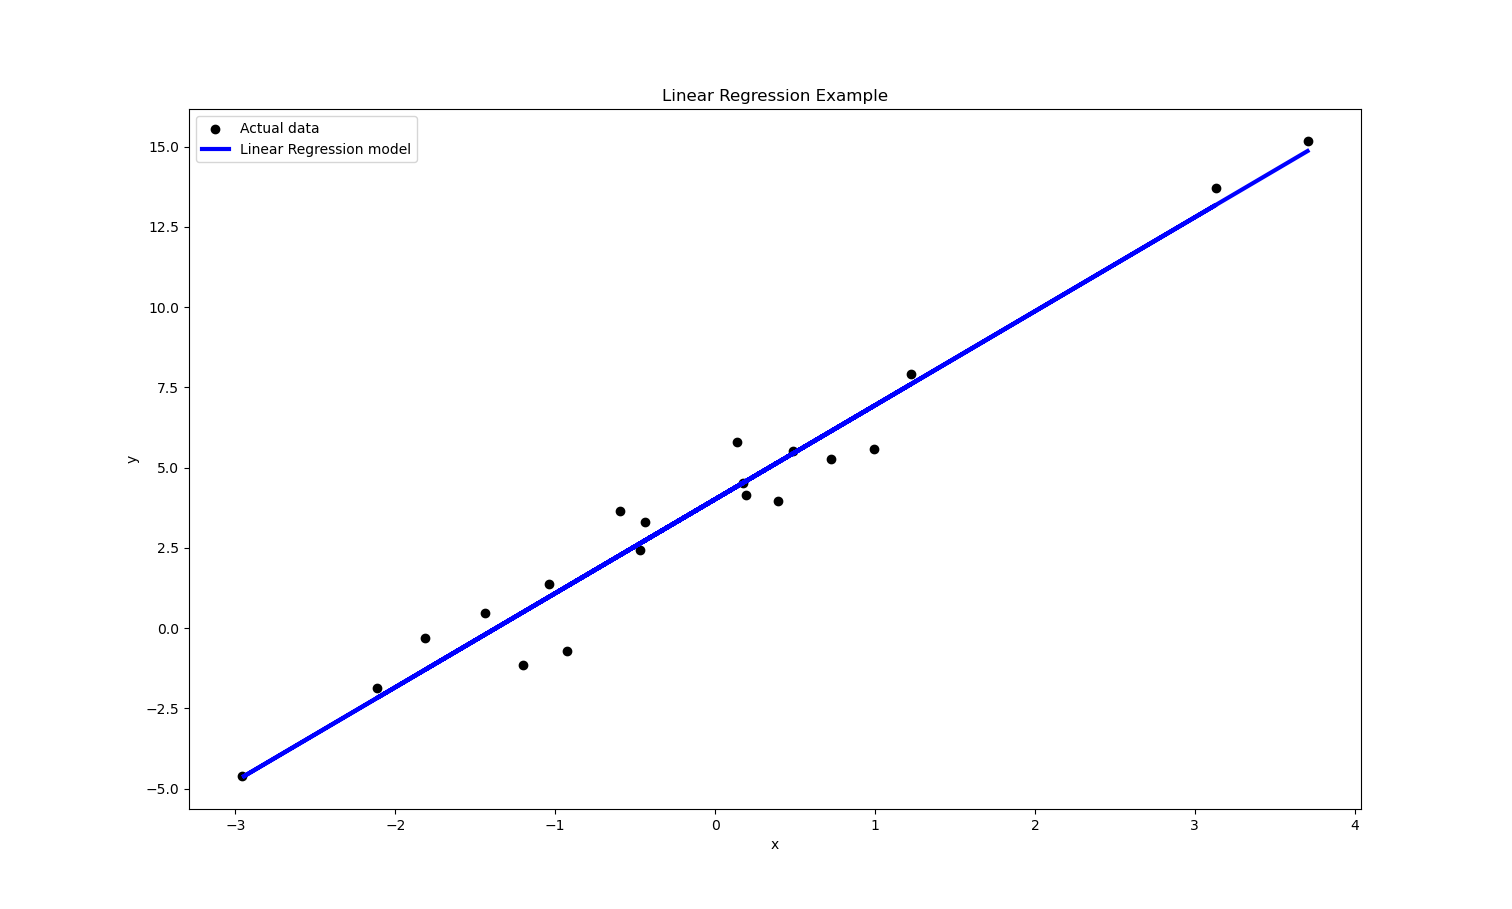 Linear Regression Example
Actual data
Linear Regression model
15.0
12.5
10.0
7.5
5.0
2.5
0.0
−2.5
−5.0
y
−3 −2 −1 0 1 2 3 4
x